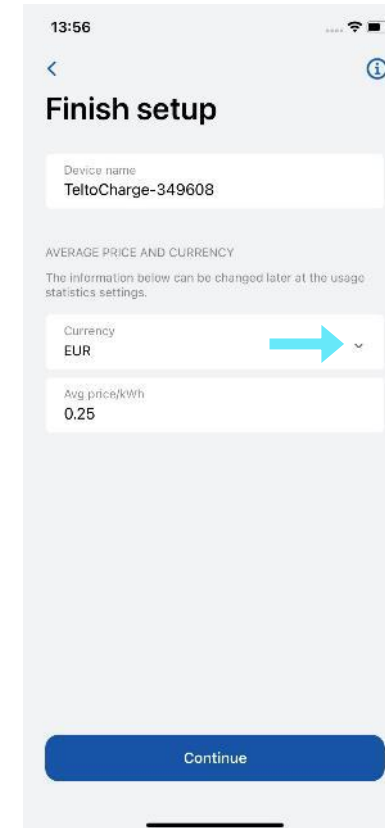 13:56
Finish setup
Device name
TeltoCharge-349608
AVERAGE PRICE AND CURRENCY
The information below can be changed later at the usage
statistics settings.
Currency
EUR
Avg price/kWh
0.25
Continue